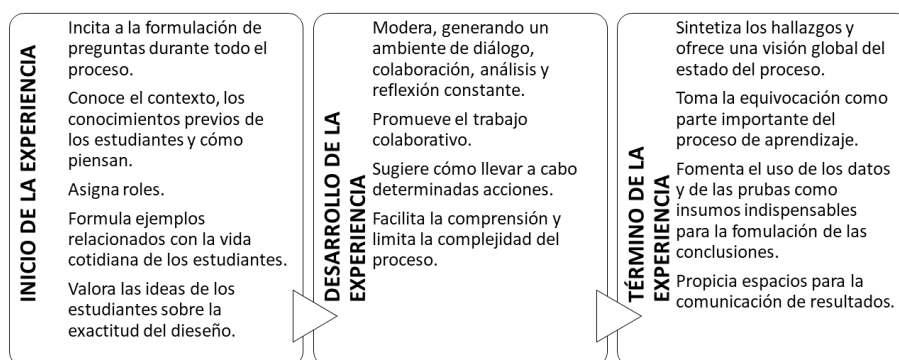 INICIO DE LA EXPERIENCIA
Incita a la formulación de
preguntas durante todo el
proceso.
Conoce el contexto, los
conocimientos previos de
los estudiantes y cómo
piensan.
Asigna roles.
Formula ejemplos
relacionados con la vida
cotidiana de los estudiantes.
Valora las ideas de los
estudiantes sobre la
exactitud del dieseño.
DESARROLLO DE LA
EXPERIENCIA
Modera, generando un
ambiente de diálogo,
colaboración, análisis y
reflexión constante.
Promueve el trabajo
colaborativo.
Sugiere cómo llevar a cabo
determinadas acciones.
Facilita la comprensión y
limita la complejidad del
proceso.
TÉRMINO DE LA
EXPERIENCIA
Sintetiza los hallazgos y
ofrece una visión global del
estado del proceso.
Toma la equivocación como
parte importante del
proceso de aprendizaje.
Fomenta el uso de los datos
y de las prubas como
insumos indispensables
para la fomulación de las
conclusiones.
Propicia espacios para la
comunicación de resultados.